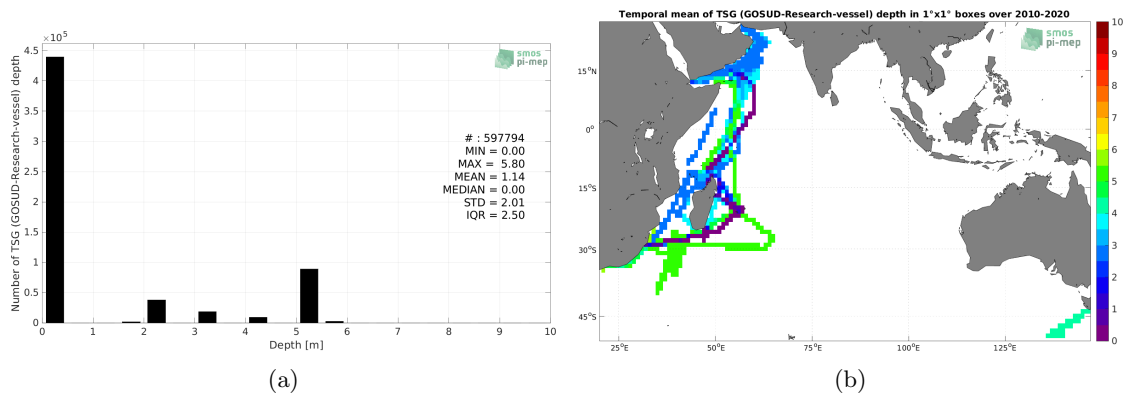 ×10⁵
4.5
4
3.5
3
2.5
2
1.5
1
0.5
0
Number of TSG (GOSUD-Research-vessel) depth
smos
pi-mep
# : 597794
MIN = 0.00
MAX = 5.80
MEAN = 1.14
MEDIAN = 0.00
STD = 2.01
IQR = 2.50
0 1 2 3 4 5 6 7 8 9 10
Depth [m]
(a)
Temporal mean of TSG (GOSUD-Research-vessel) depth in 1°x1° boxes over 2010-2020
smos
pi-mep
15°N
0°
15°S
30°S
45°S
25°E 50°E 75°E 100°E 125°E
10
9
8
7
6
5
4
3
2
1
0
(b)